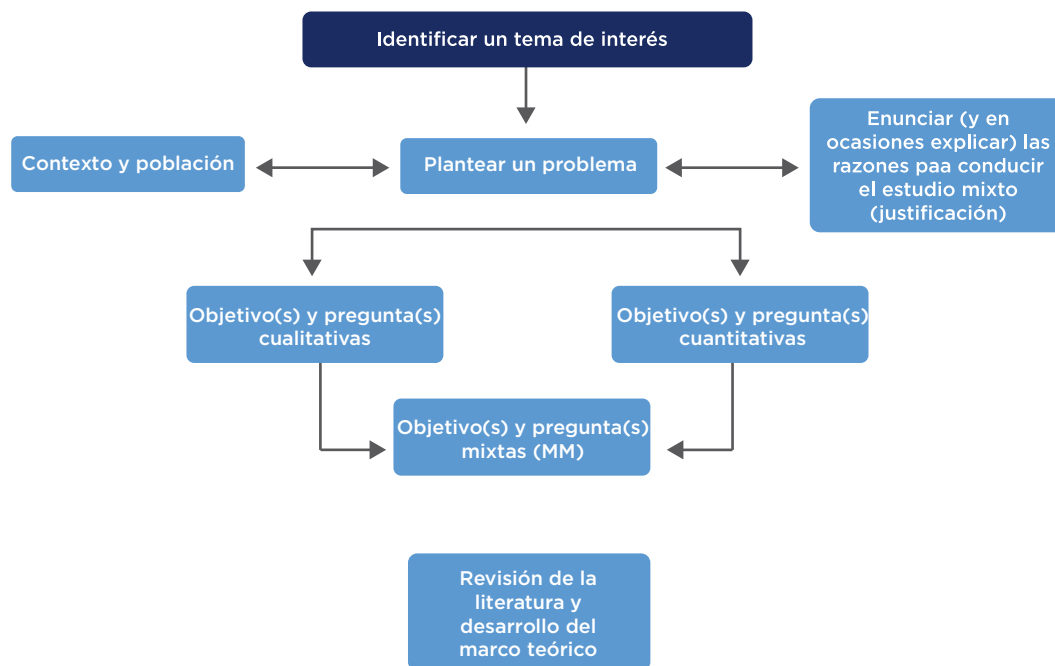 Identificar un tema de interés
Contexto y población
Plantear un problema
Enunciar (y en
ocasiones explicar) las
razones paa conducir
el estudio mixto
(justificación)
Objetivo(s) y pregunta(s)
cualitativas
Objetivo(s) y pregunta(s)
cuantitativas
Objetivo(s) y pregunta(s)
mixtas (MM)
Revisión de la
literatura y
desarrollo del
marco teórico